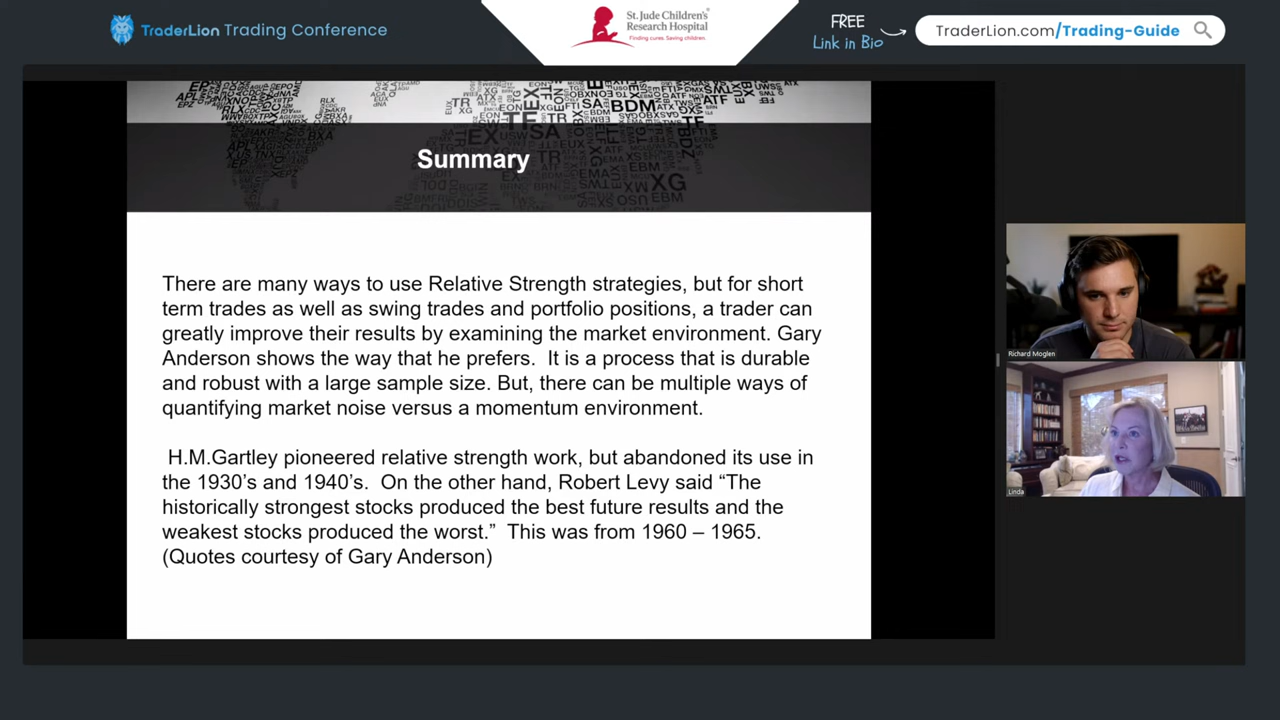 TraderLion Trading Conference
St. Jude Children's
Research Hospital
Finding cures. Saving children.
FREE
Link in Bio
TraderLion.com/Trading-Guide
Summary
There are many ways to use Relative Strength strategies, but for short
term trades as well as swing trades and portfolio positions, a trader can
greatly improve their results by examining the market environment. Gary
Anderson shows the way that he prefers.  It is a process that is durable
and robust with a large sample size. But, there can be multiple ways of
quantifying market noise versus a momentum environment.
H.M.Gartley pioneered relative strength work, but abandoned its use in
the 1930's and 1940's.  On the other hand, Robert Levy said “The
historically strongest stocks produced the best future results and the
weakest stocks produced the worst.”  This was from 1960 – 1965.
(Quotes courtesy of Gary Anderson)
Richard Moglen
Linda